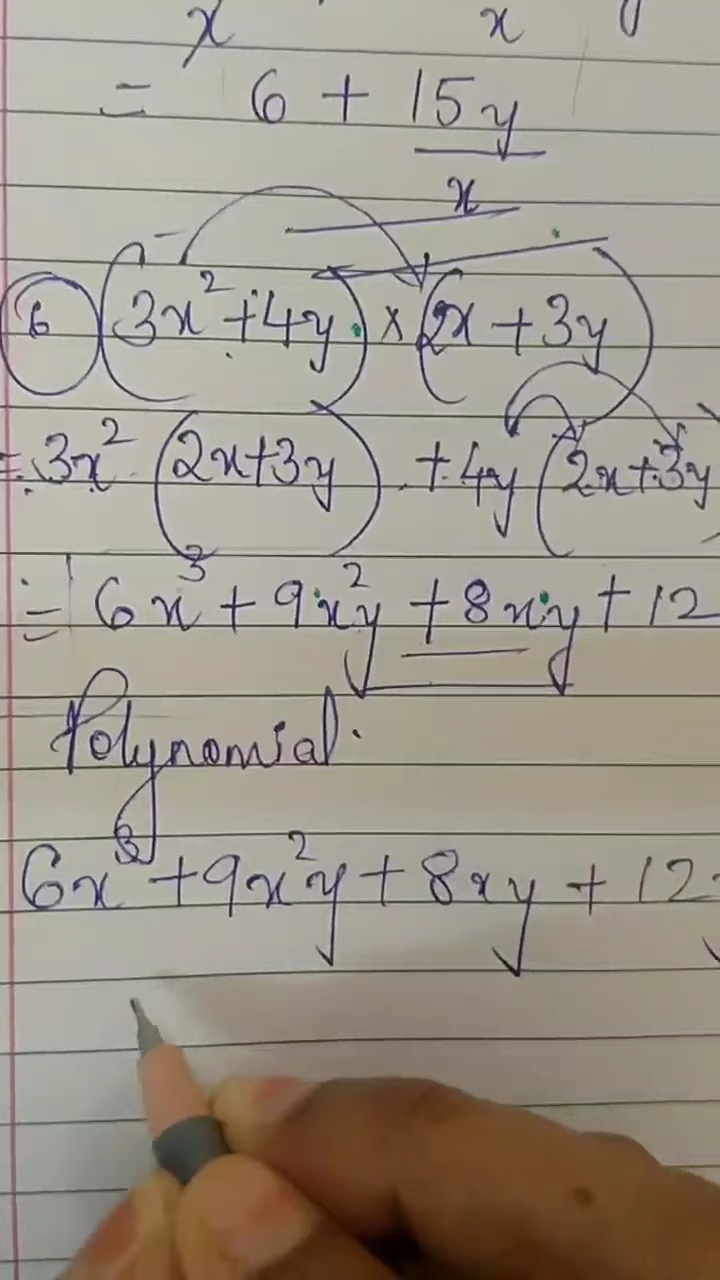 x x y
= 6 + 15y
x
6 (3x² + 4y) × (2x + 3y)
= 3x² (2x+3y) + 4y (2x+3y
= 6x³ + 9x²y + 8xy + 12
Polynomial.
6x³ + 9x²y + 8xy + 12